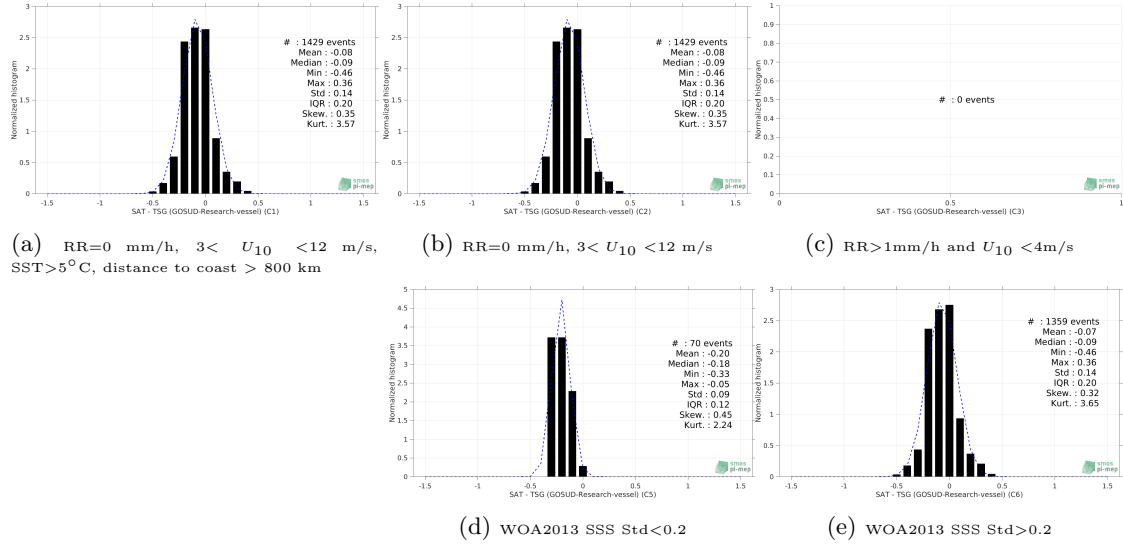 3
2.5
2
1.5
1
0.5
0
Normalized histogram
# : 1429 events
Mean : -0.08
Median : -0.09
Min : -0.46
Max : 0.36
Std : 0.14
IQR : 0.20
Skew. : 0.35
Kurt. : 3.57
smos
pi-mep
-1.5 -1 -0.5 0 0.5 1 1.5
SAT - TSG (GOSUD-Research-vessel) (C1)
(a) RR=0 mm/h, 3< U10 <12 m/s,
SST>5°C, distance to coast > 800 km
3
2.5
2
1.5
1
0.5
0
Normalized histogram
# : 1429 events
Mean : -0.08
Median : -0.09
Min : -0.46
Max : 0.36
Std : 0.14
IQR : 0.20
Skew. : 0.35
Kurt. : 3.57
smos
pi-mep
-1.5 -1 -0.5 0 0.5 1 1.5
SAT - TSG (GOSUD-Research-vessel) (C2)
(b) RR=0 mm/h, 3< U10 <12 m/s
1
0.9
0.8
0.7
0.6
0.5
0.4
0.3
0.2
0.1
0
Normalized histogram
# : 0 events
smos
pi-mep
0 0.5 1
SAT - TSG (GOSUD-Research-vessel) (C3)
(c) RR>1mm/h and U10 <4m/s
5
4.5
4
3.5
3
2.5
2
1.5
1
0.5
0
Normalized histogram
# : 70 events
Mean : -0.20
Median : -0.18
Min : -0.33
Max : -0.05
Std : 0.09
IQR : 0.12
Skew. : 0.45
Kurt. : 2.24
smos
pi-mep
-1.5 -1 -0.5 0 0.5 1 1.5
SAT - TSG (GOSUD-Research-vessel) (C5)
(d) WOA2013 SSS Std<0.2
3
2.5
2
1.5
1
0.5
0
Normalized histogram
# : 1359 events
Mean : -0.07
Median : -0.09
Min : -0.46
Max : 0.36
Std : 0.14
IQR : 0.20
Skew. : 0.32
Kurt. : 3.65
smos
pi-mep
-1.5 -1 -0.5 0 0.5 1 1.5
SAT - TSG (GOSUD-Research-vessel) (C6)
(e) WOA2013 SSS Std>0.2